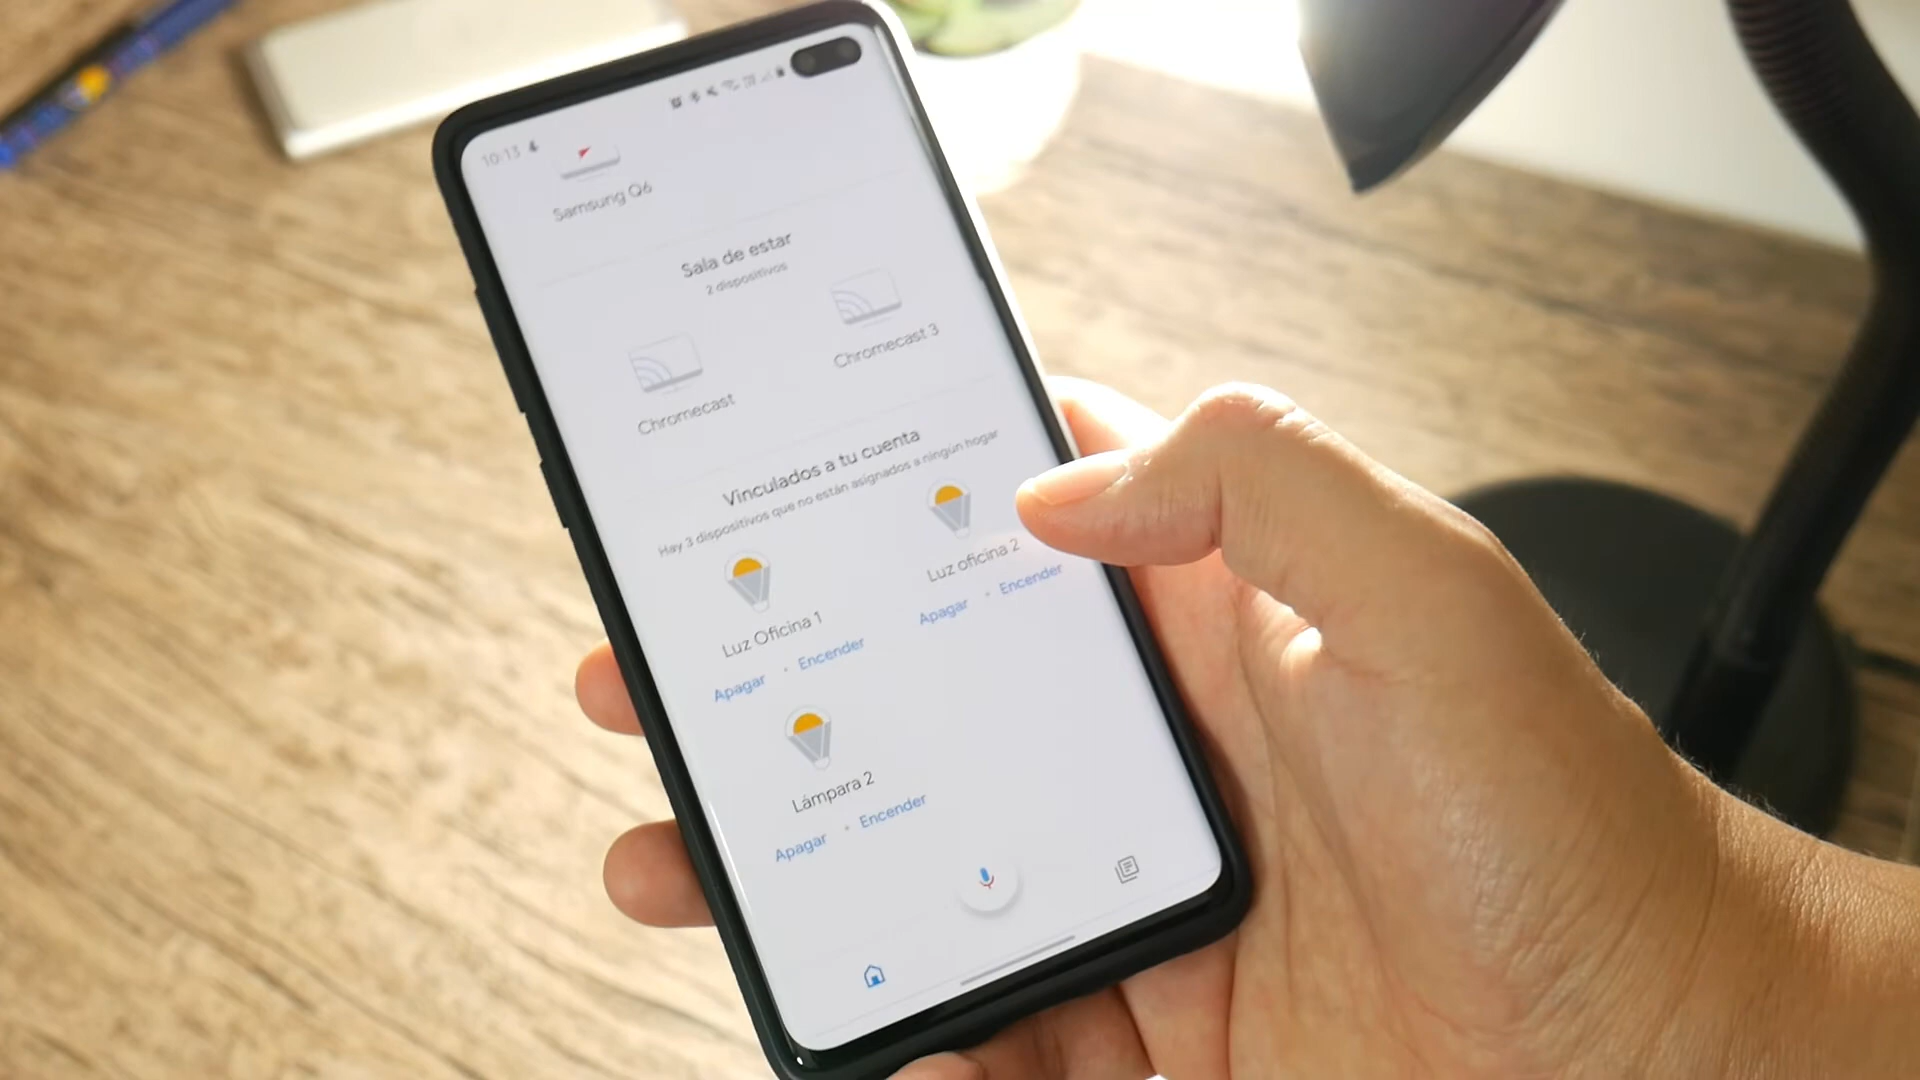 10:13
Samsung Q6
Sala de estar
2 dispositivos
Chromecast
Chromecast 3
Vinculados a tu cuenta
Hay 3 dispositivos que no están asignados a ningún hogar
Luz Oficina 1
Apagar • Encender
Luz oficina 2
Apagar • Encender
Lámpara 2
Apagar • Encender